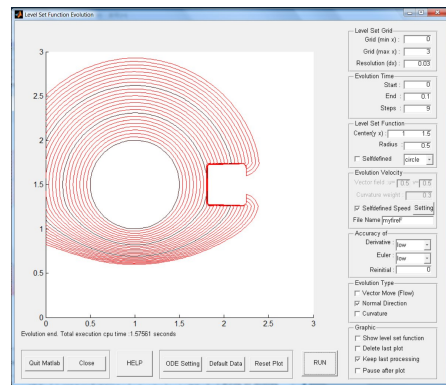 Level Set Function Evolution
Level Set Grid
Grid (min x) : 0
Grid (max x) : 3
Resolution (dx) : 0.03
Evolution Time
Start : 0
End : 0.1
Steps : 9
Level Set Function
Center(y x) : 1 1.5
Radius : 0.5
Selfdefined circle
Evolution Velocity
Vector field: u= 0.5 v= 0.5
Curvature weight : 0.3
Selfdefined Speed Setting
File Name myfireF
Accuracy of
Derivative low
Euler low
Reinitial : 0
Evolution Type
Vector Move (Flow)
Normal Direction
Curvature
Graphic
Show level set function
Delete last plot
Keep last processing
Pause after plot
3
2.5
2
1.5
1
0.5
0
0 0.5 1 1.5 2 2.5 3
Evolution end. Total execution cpu time :1.57561 seconds
Quit Matlab Close HELP ODE Setting Default Data Reset Plot RUN